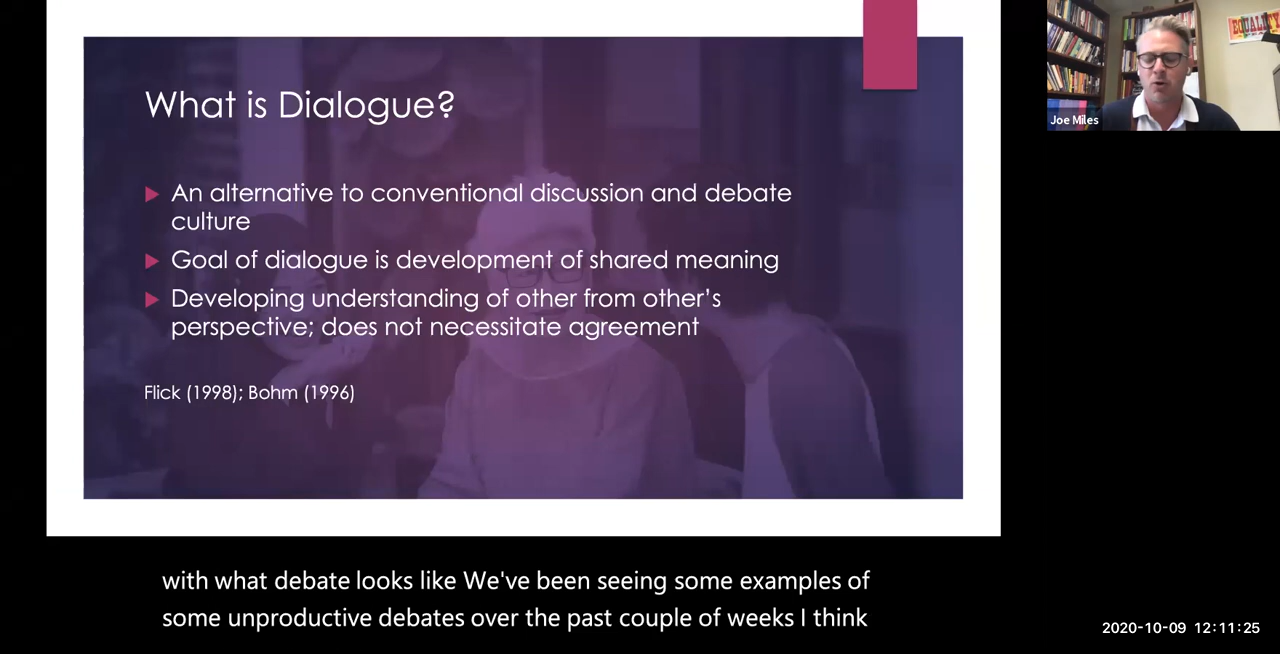 What is Dialogue?
An alternative to conventional discussion and debate
culture
Goal of dialogue is development of shared meaning
Developing understanding of other from other's
perspective; does not necessitate agreement
Flick (1998); Bohm (1996)
EQUALITY
Joe Miles
with what debate looks like We've been seeing some examples of
some unproductive debates over the past couple of weeks I think
2020-10-09 12:11:25